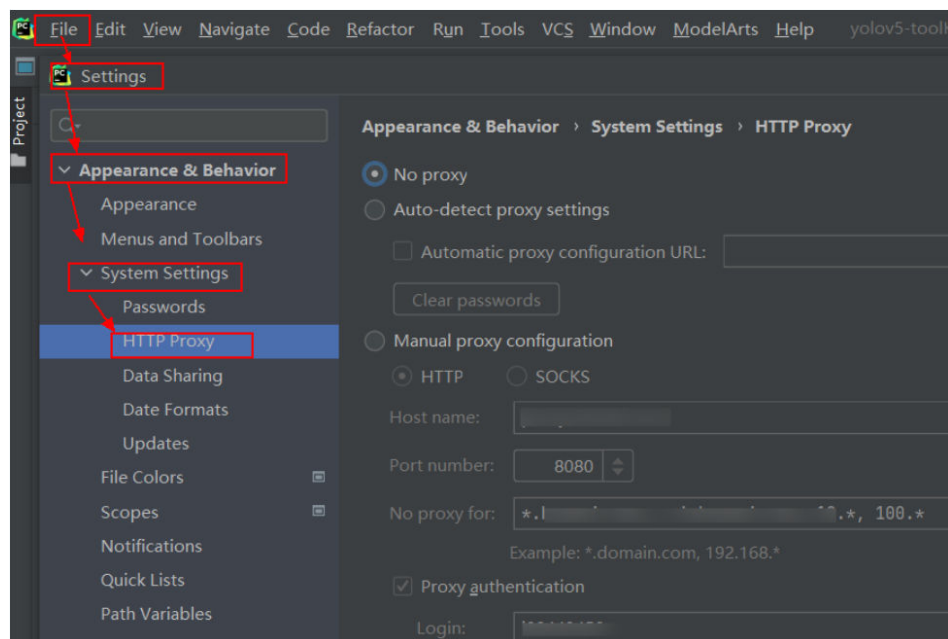 File Edit View Navigate Code Refactor Run Tools VCS Window ModelArts Help yolov5-toolk
Settings
Project
Appearance & Behavior › System Settings › HTTP Proxy
Appearance & Behavior
No proxy
Appearance
Auto-detect proxy settings
Menus and Toolbars
Automatic proxy configuration URL:
System Settings
Clear passwords
Passwords
HTTP Proxy
Manual proxy configuration
Data Sharing
HTTP SOCKS
Date Formats
Host name:
Updates
Port number: 8080
File Colors
Scopes
No proxy for: *. .*, 100.*
Notifications
Example: *.domain.com, 192.168.*
Quick Lists
Proxy authentication
Path Variables
Login: